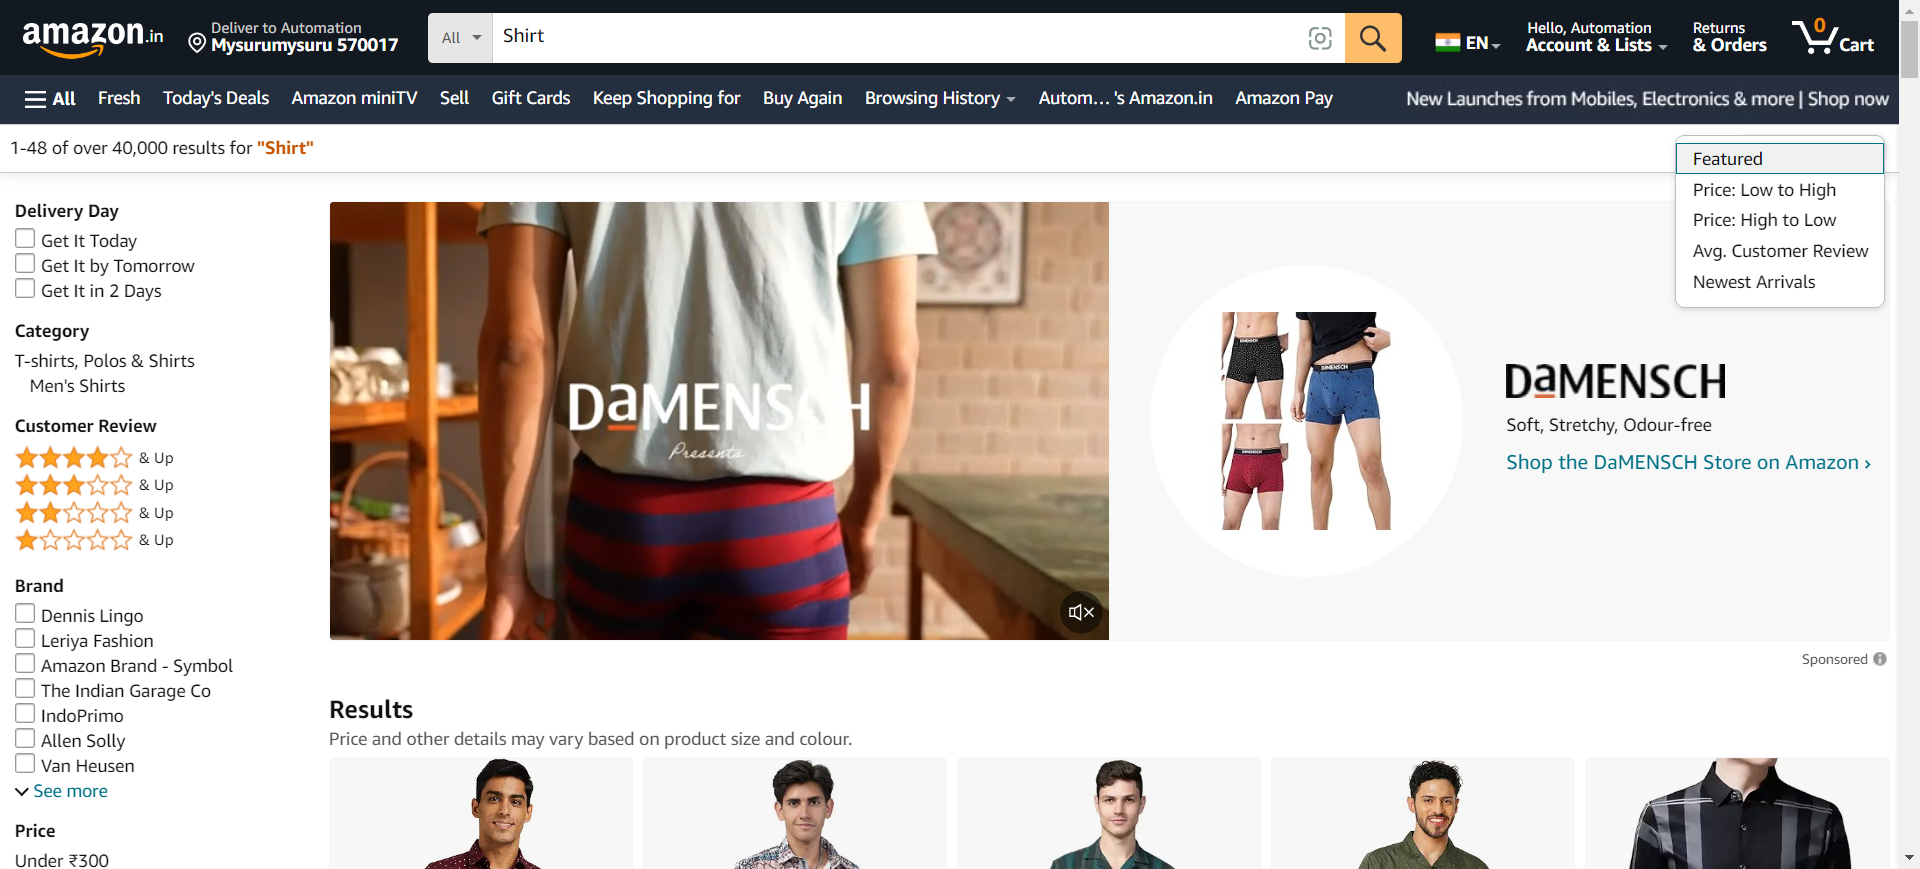 amazon.in
Deliver to Automation
Mysurumysuru 570017
All
Shirt
EN
Hello, Automation
Account & Lists
Returns
& Orders
0
Cart
All
Fresh
Today's Deals
Amazon miniTV
Sell
Gift Cards
Keep Shopping for
Buy Again
Browsing History
Autom... 's Amazon.in
Amazon Pay
New Launches from Mobiles, Electronics & more | Shop now
1-48 of over 40,000 results for "Shirt"
Featured
Price: Low to High
Price: High to Low
Avg. Customer Review
Newest Arrivals
Delivery Day
Get It Today
Get It by Tomorrow
Get It in 2 Days
Category
T-shirts, Polos & Shirts
Men's Shirts
Customer Review
& Up
& Up
& Up
& Up
Brand
Dennis Lingo
Leriya Fashion
Amazon Brand - Symbol
The Indian Garage Co
IndoPrimo
Allen Solly
Van Heusen
See more
Price
Under ₹300
DaMENSCH
Presents
DaMENSCH
DaMENSCH
DaMENSCH
DaMENSCH
Soft, Stretchy, Odour-free
Shop the DaMENSCH Store on Amazon ›
Sponsored
Results
Price and other details may vary based on product size and colour.